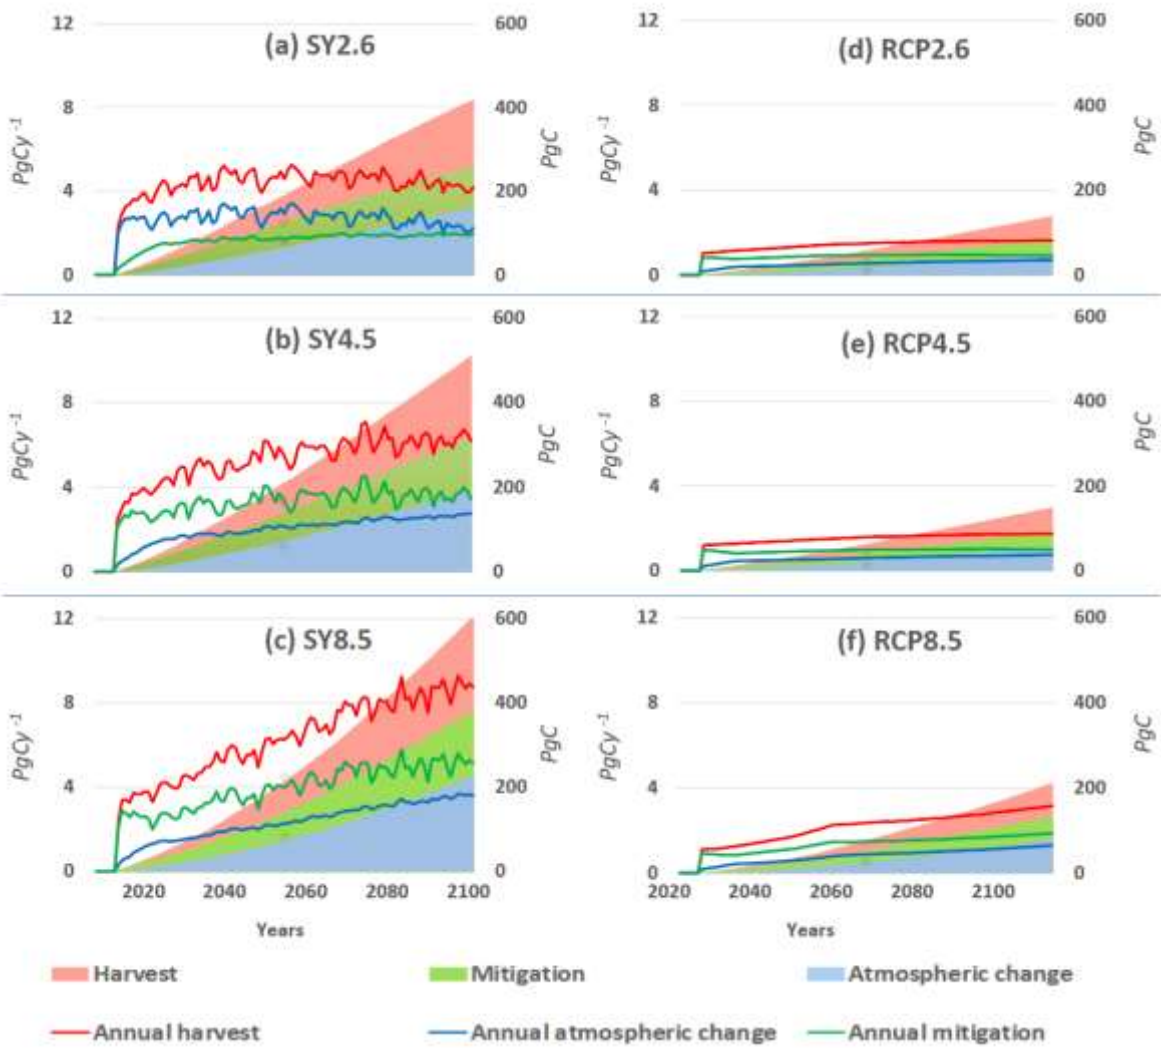 12 (a) SY2.6 600
8 400
4 200
0 0
PgCy⁻¹ PgC
12 (d) RCP2.6 600
8 400
4 200
0 0
PgCy⁻¹ PgC
12 (b) SY4.5 600
8 400
4 200
0 0
PgCy⁻¹ PgC
12 (e) RCP4.5 600
8 400
4 200
0 0
PgCy⁻¹ PgC
12 (c) SY8.5 600
8 400
4 200
0 0
PgCy⁻¹ PgC
2020 2040 2060 2080 2100
Years
12 (f) RCP8.5 600
8 400
4 200
0 0
PgCy⁻¹ PgC
2020 2040 2060 2080 2100
Years
Harvest Mitigation Atmospheric change
Annual harvest Annual atmospheric change Annual mitigation